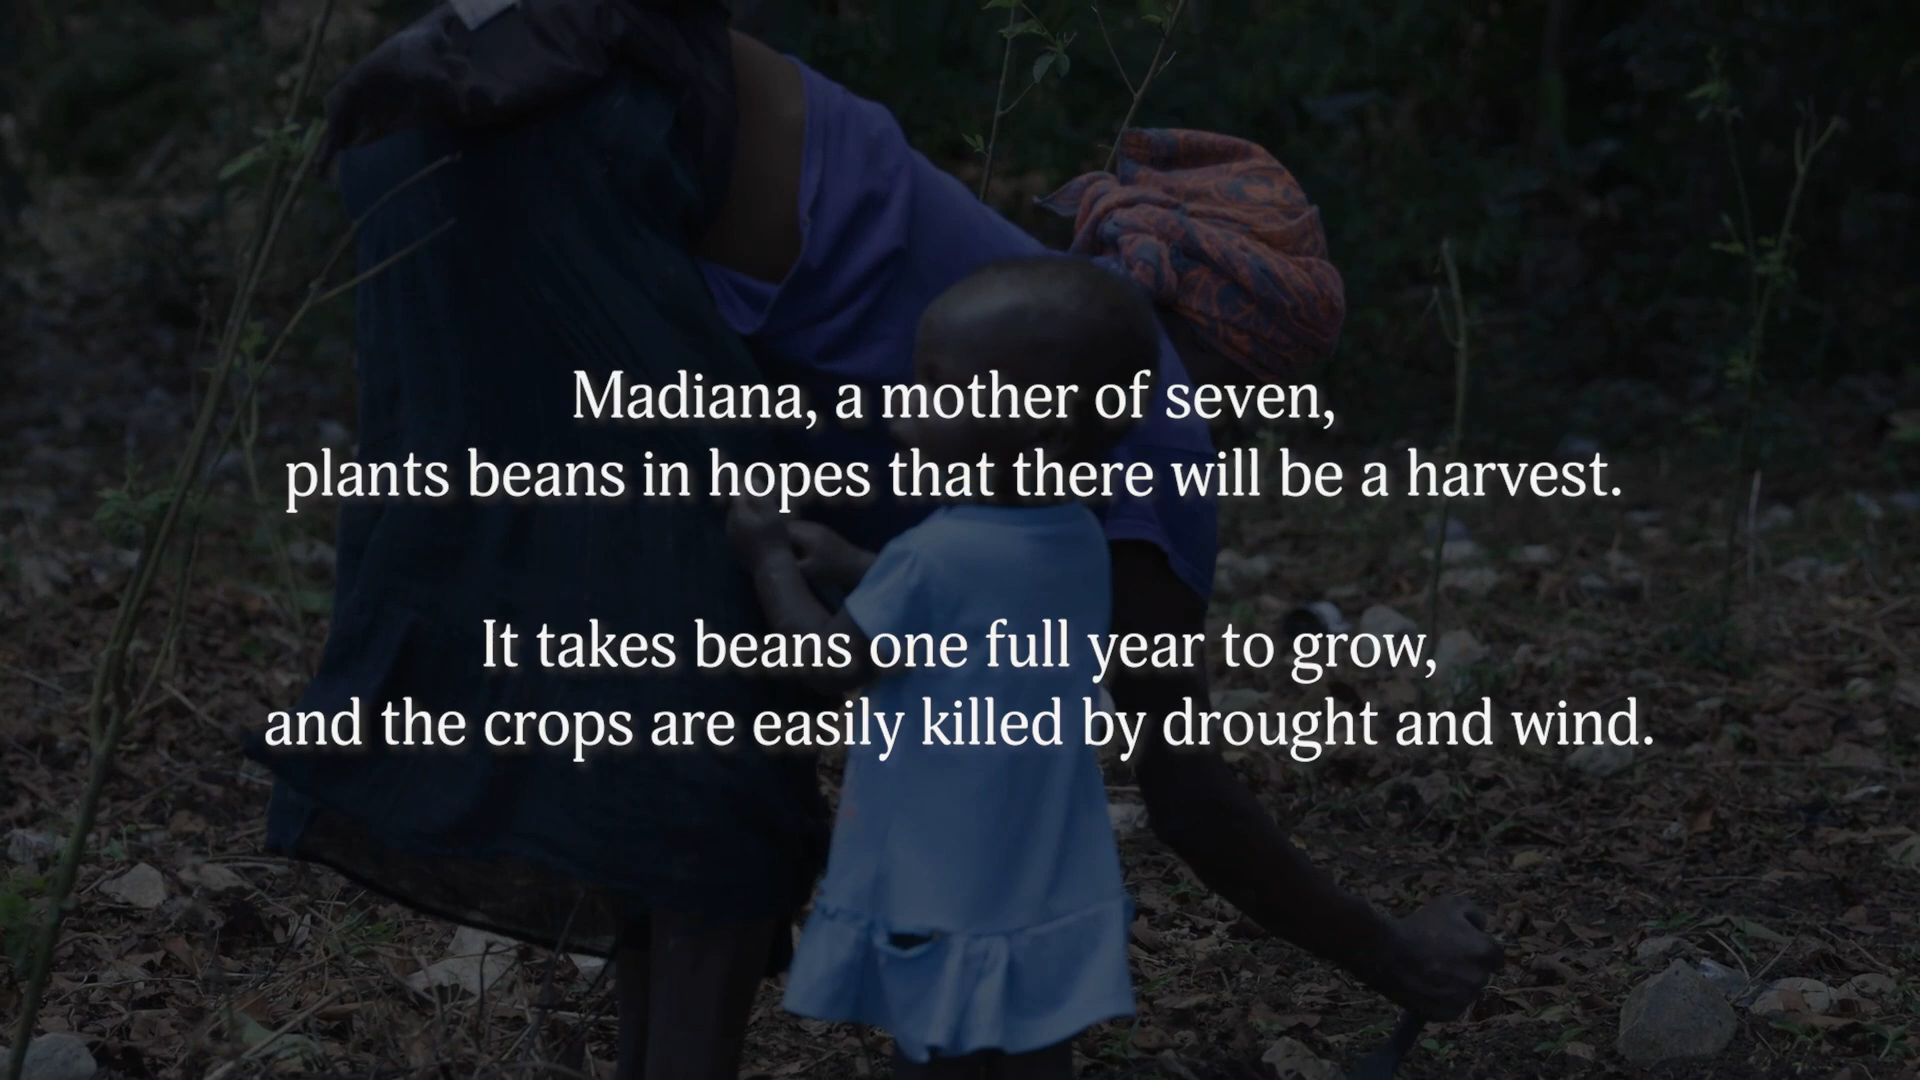 Madiana, a mother of seven,
plants beans in hopes that there will be a harvest.
It takes beans one full year to grow,
and the crops are easily killed by drought and wind.